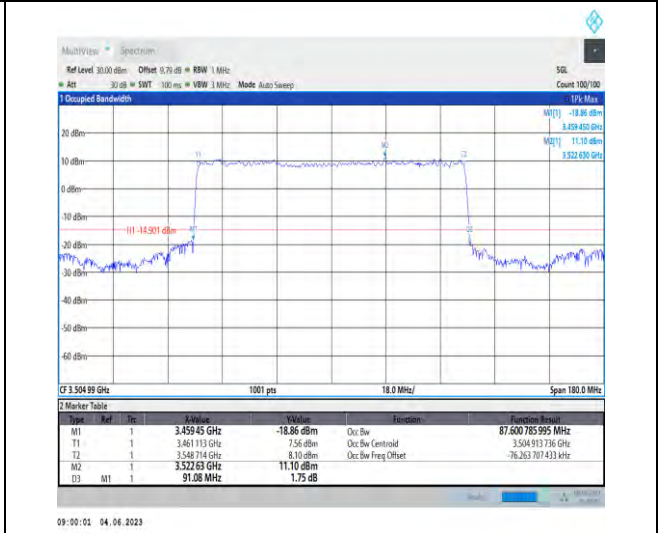 MultiView Spectrum
Ref Level 30.00 dBm Offset 9.79 dB RBW 1 MHz SGL
Att 30 dB SWT 100 ms VBW 3 MHz Mode Auto Sweep Count 100/100
1 Occupied Bandwidth 1Pk Max
M1[1] -18.86 dBm
3.459 450 GHz
M2[1] 11.10 dBm
3.522 630 GHz
20 dBm
M2
T1 T2
10 dBm
0 dBm
-10 dBm
H1 -14.901 dBm M1 D3
-20 dBm
-30 dBm
-40 dBm
-50 dBm
-60 dBm
CF 3.504 99 GHz 1001 pts 18.0 MHz/ Span 180.0 MHz
2 Marker Table
Type Ref Trc X-Value Y-Value Function Function Result
M1 1 3.459 45 GHz -18.86 dBm Occ Bw 87.600 785 995 MHz
T1 1 3.461 113 GHz 7.56 dBm Occ Bw Centroid 3.504 913 736 GHz
T2 1 3.548 714 GHz 8.10 dBm Occ Bw Freq Offset -76.263 707 433 kHz
M2 1 3.522 63 GHz 11.10 dBm
D3 M1 1 91.08 MHz 1.75 dB
09:00:01 04.06.2023